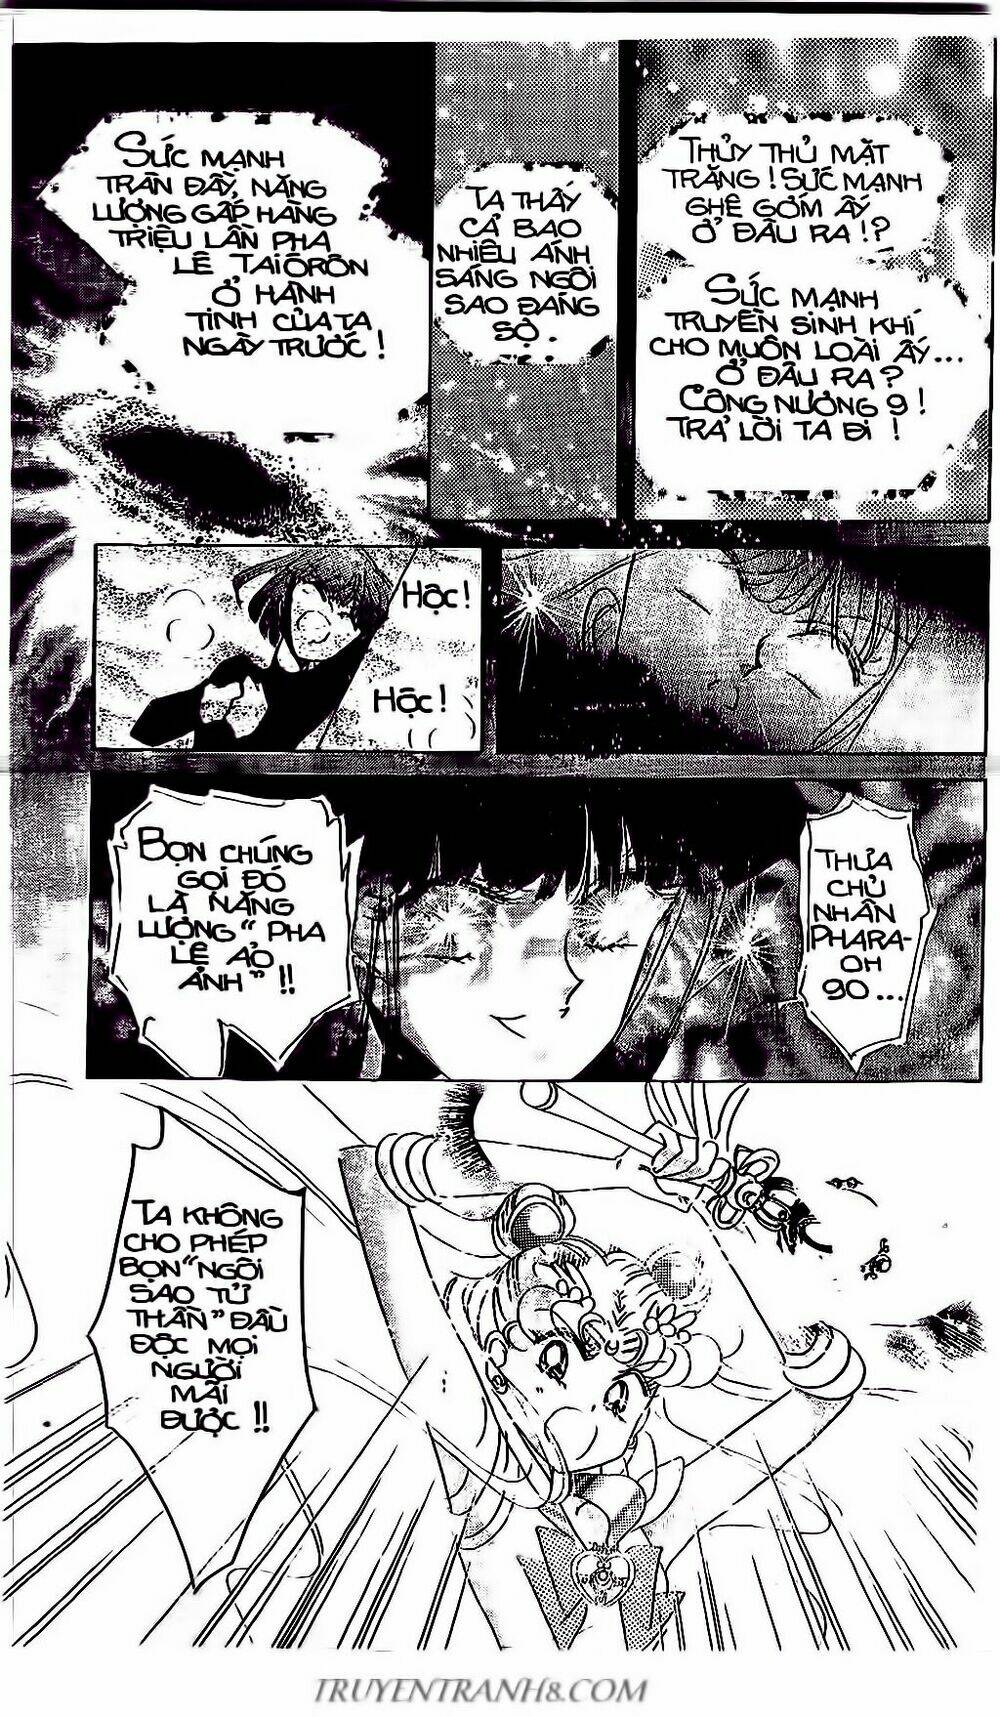 THỦY THỦ MẶT
TRĂNG! SỨC MẠNH
GHÊ GỚM ẤY
Ở ĐÂU RA!?
SỨC MẠNH
TRUYỀN SINH KHÍ
CHO MUÔN LOÀI ẤY...
Ở ĐÂU RA?
CÔNG NƯƠNG 9!
TRẢ LỜI TA ĐI!
TA THẤY
CẢ BAO
NHIÊU ÁNH
SÁNG NGÔI
SAO ĐÁNG
SỢ.
SỨC MẠNH
TRÀN ĐẦY, NĂNG
LƯỢNG GẤP HÀNG
TRIỆU LẦN PHA
LÊ TAIÔRÔN
Ở HÀNH
TINH CỦA TA
NGÀY TRƯỚC!
HỘC!
HỘC!
THƯA
CHỦ
NHÂN
PHARA-
OH
90...
BỌN CHÚNG
GỌI ĐÓ
LÀ NĂNG
LƯỢNG "PHA
LÊ ẢO
ẢNH"!!
TA KHÔNG
CHO PHÉP
BỌN "NGÔI
SAO TỬ
THẦN" ĐẦU
ĐỘC MỌI
NGƯỜI
MÃI
ĐƯỢC!!
TRUYENTRANH8.COM